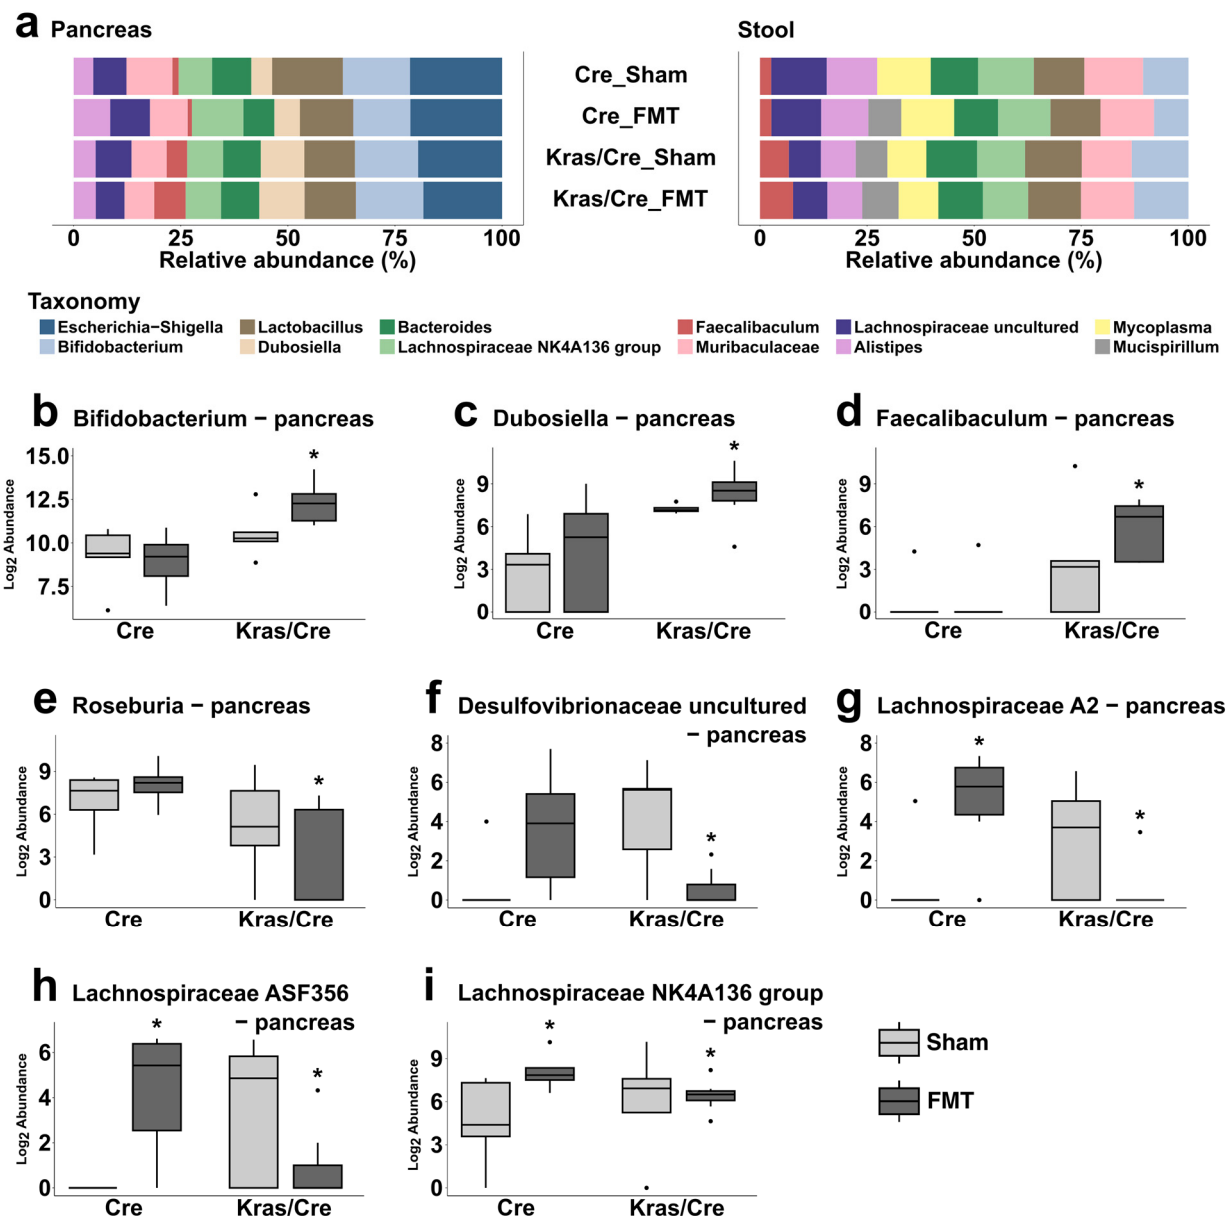 a Pancreas
Stool
Cre_Sham
Cre_FMT
Kras/Cre_Sham
Kras/Cre_FMT
0 25 50 75 100
0 25 50 75 100
Relative abundance (%)
Relative abundance (%)
Taxonomy
Escherichia−Shigella Lactobacillus Bacteroides Faecalibaculum Lachnospiraceae uncultured Mycoplasma
Bifidobacterium Dubosiella Lachnospiraceae NK4A136 group Muribaculaceae Alistipes Mucispirillum
b Bifidobacterium − pancreas
Log2 Abundance
15.0
12.5
10.0
7.5
*
Cre Kras/Cre
c Dubosiella − pancreas
Log2 Abundance
9
6
3
0
*
Cre Kras/Cre
d Faecalibaculum − pancreas
Log2 Abundance
9
6
3
0
*
Cre Kras/Cre
e Roseburia − pancreas
Log2 Abundance
9
6
3
0
*
Cre Kras/Cre
f Desulfovibrionaceae uncultured
− pancreas
Log2 Abundance
8
6
4
2
0
*
Cre Kras/Cre
g Lachnospiraceae A2 − pancreas
Log2 Abundance
8
6
4
2
0
* *
Cre Kras/Cre
h Lachnospiraceae ASF356
− pancreas
Log2 Abundance
6
4
2
0
* *
Cre Kras/Cre
i Lachnospiraceae NK4A136 group
− pancreas
Log2 Abundance
9
6
3
0
* *
Cre Kras/Cre
Sham
FMT